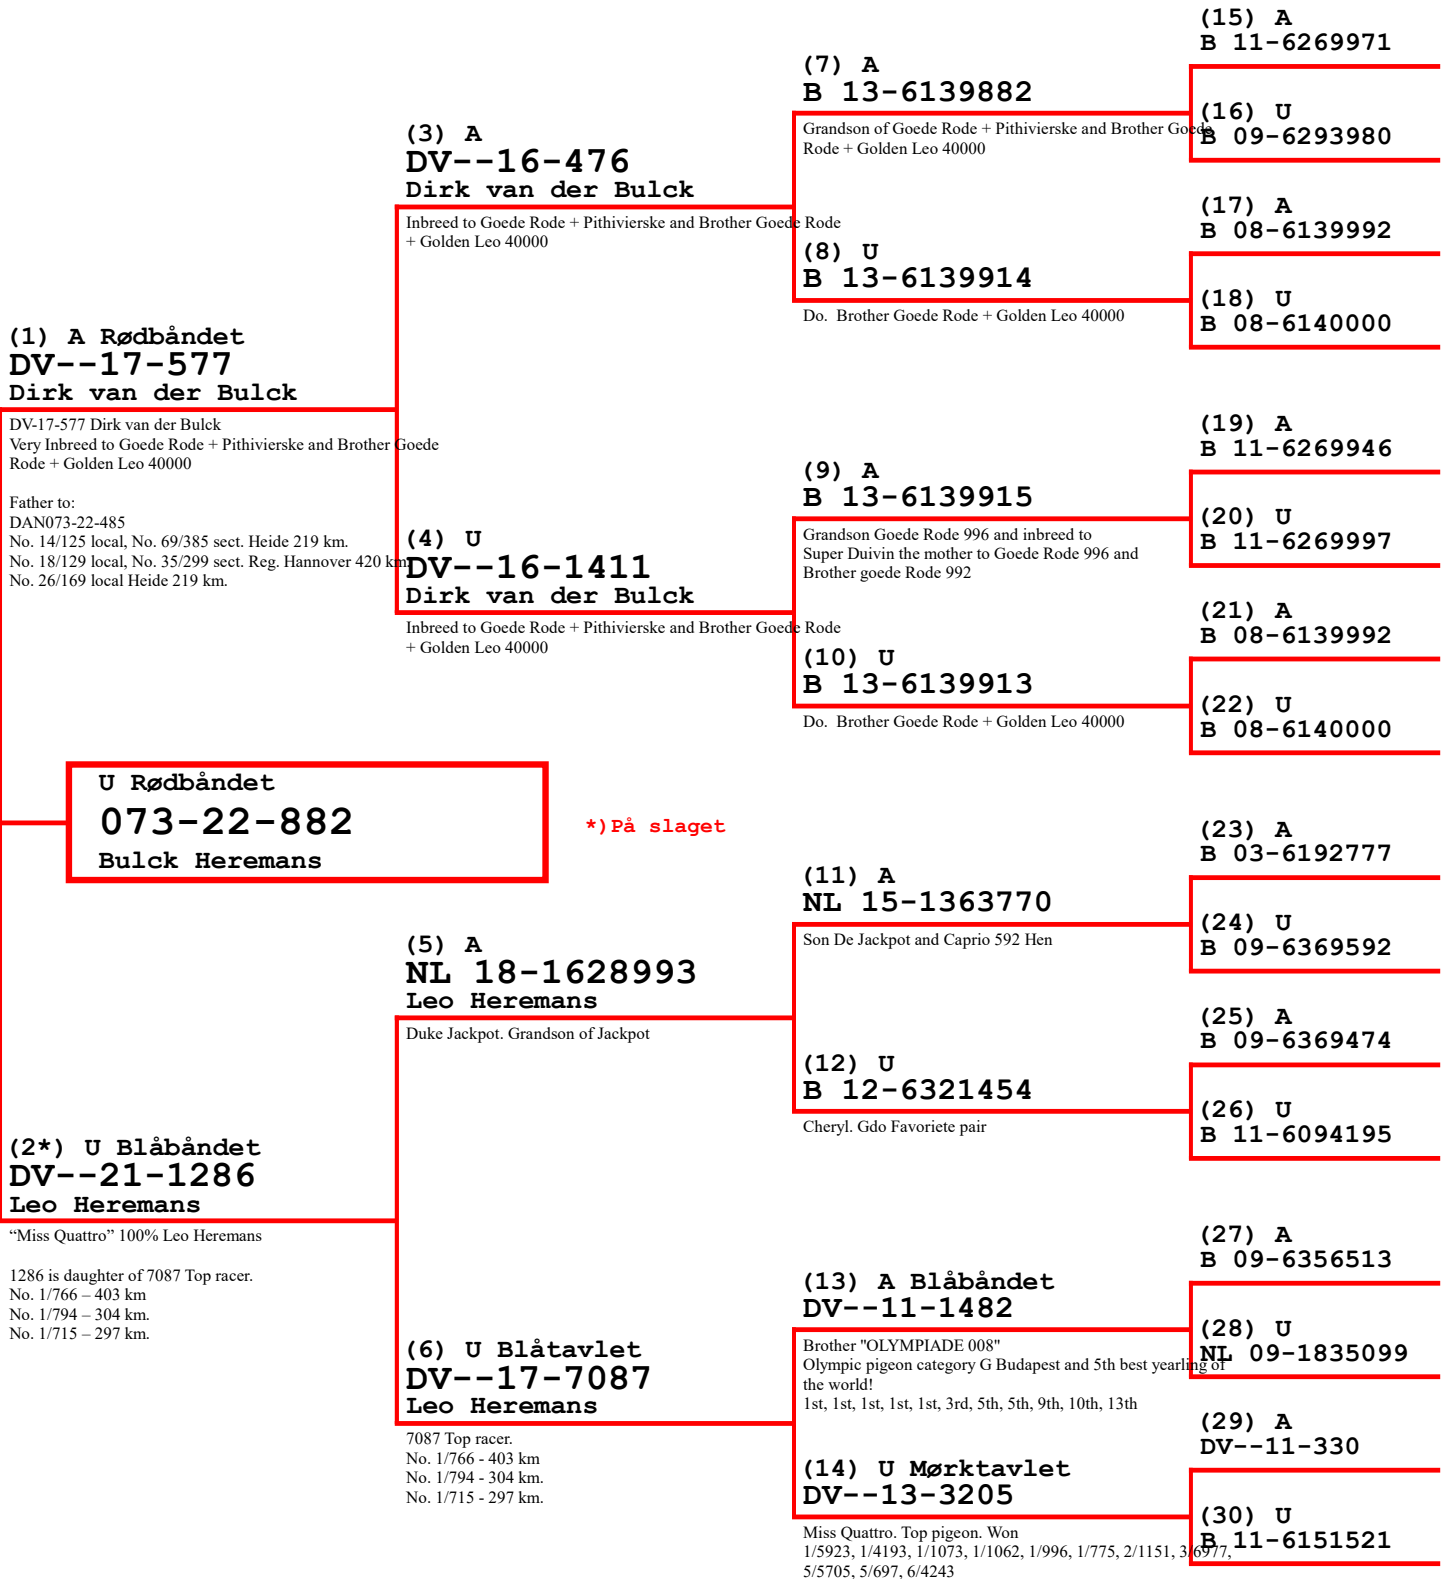 (1) A Rødbåndet
DV--17-577
Dirk van der Bulck
DV-17-577 Dirk van der Bulck
Very Inbreed to Goede Rode + Pithivierske and Brother Goede
Rode + Golden Leo 40000
Father to:
DAN073-22-485
No. 14/125 local, No. 69/385 sect. Heide 219 km.
No. 18/129 local, No. 35/299 sect. Reg. Hannover 420 km.
No. 26/169 local Heide 219 km.
U Rødbåndet
073-22-882
Bulck Heremans
*)På slaget
(2*) U Blåbåndet
DV--21-1286
Leo Heremans
“Miss Quattro” 100% Leo Heremans
1286 is daughter of 7087 Top racer.
No. 1/766 – 403 km
No. 1/794 – 304 km.
No. 1/715 – 297 km.
(3) A
DV--16-476
Dirk van der Bulck
Inbreed to Goede Rode + Pithivierske and Brother Goede Rode
+ Golden Leo 40000
(4) U
DV--16-1411
Dirk van der Bulck
Inbreed to Goede Rode + Pithivierske and Brother Goede Rode
+ Golden Leo 40000
(5) A
NL 18-1628993
Leo Heremans
Duke Jackpot. Grandson of Jackpot
(6) U Blåtavlet
DV--17-7087
Leo Heremans
7087 Top racer.
No. 1/766 - 403 km
No. 1/794 - 304 km.
No. 1/715 - 297 km.
(7) A
B 13-6139882
Grandson of Goede Rode + Pithivierske and Brother Goede
Rode + Golden Leo 40000
(8) U
B 13-6139914
Do.  Brother Goede Rode + Golden Leo 40000
(9) A
B 13-6139915
Grandson Goede Rode 996 and inbreed to
Super Duivin the mother to Goede Rode 996 and
Brother goede Rode 992
(10) U
B 13-6139913
Do.  Brother Goede Rode + Golden Leo 40000
(11) A
NL 15-1363770
Son De Jackpot and Caprio 592 Hen
(12) U
B 12-6321454
Cheryl. Gdo Favoriete pair
(13) A Blåbåndet
DV--11-1482
Brother "OLYMPIADE 008"
Olympic pigeon category G Budapest and 5th best yearling of
the world!
1st, 1st, 1st, 1st, 1st, 3rd, 5th, 5th, 9th, 10th, 13th
(14) U Mørktavlet
DV--13-3205
Miss Quattro. Top pigeon. Won
1/5923, 1/4193, 1/1073, 1/1062, 1/996, 1/775, 2/1151, 3/6977,
5/5705, 5/697, 6/4243
(15) A
B 11-6269971
(16) U
B 09-6293980
(17) A
B 08-6139992
(18) U
B 08-6140000
(19) A
B 11-6269946
(20) U
B 11-6269997
(21) A
B 08-6139992
(22) U
B 08-6140000
(23) A
B 03-6192777
(24) U
B 09-6369592
(25) A
B 09-6369474
(26) U
B 11-6094195
(27) A
B 09-6356513
(28) U
NL 09-1835099
(29) A
DV--11-330
(30) U
B 11-6151521